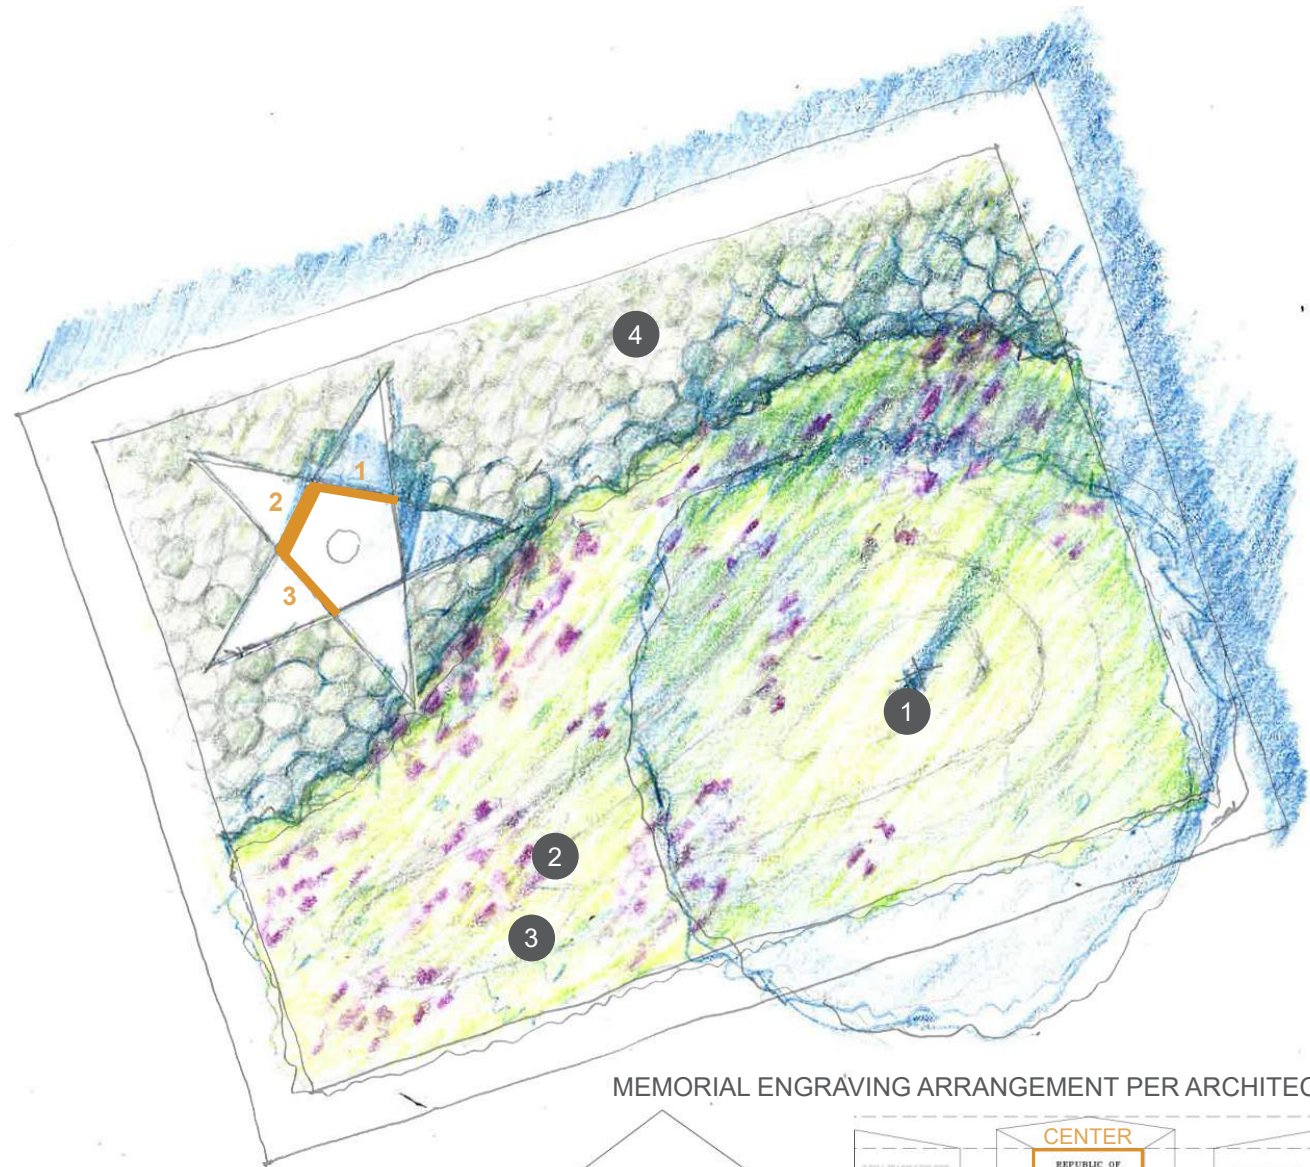 4
1
2
3
1
2
3
MEMORIAL ENGRAVING ARRANGEMENT PER ARCHITEC
CENTER
REPUBLIC OF